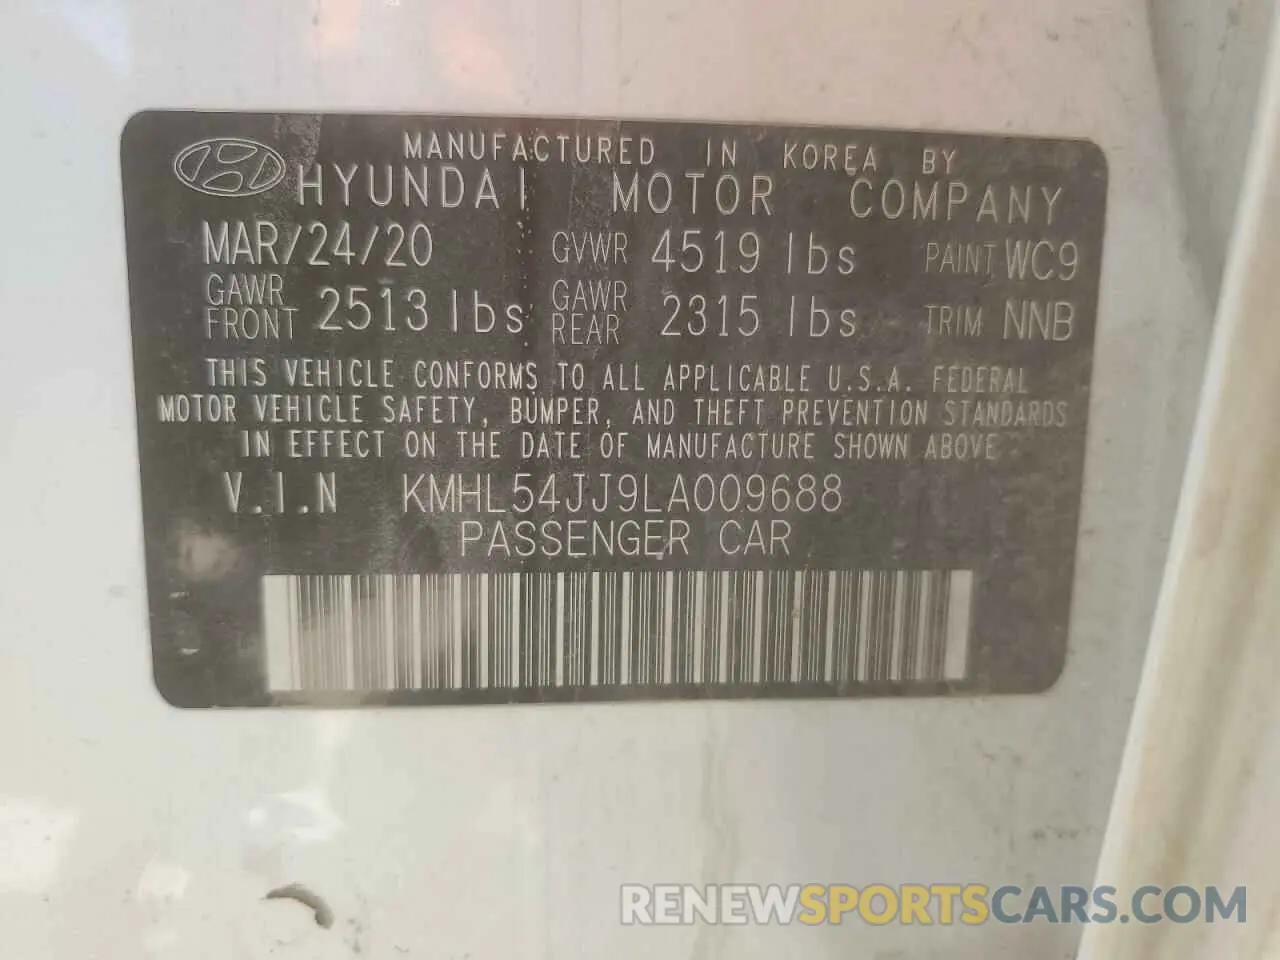 MANUFACTURED IN KOREA BY
HYUNDAI MOTOR COMPANY
MAR/24/20 GVWR 4519 lbs PAINT WC9
GAWR FRONT 2513 lbs GAWR REAR 2315 lbs TRIM NNB
THIS VEHICLE CONFORMS TO ALL APPLICABLE U.S.A. FEDERAL
MOTOR VEHICLE SAFETY, BUMPER, AND THEFT PREVENTION STANDARDS
IN EFFECT ON THE DATE OF MANUFACTURE SHOWN ABOVE
V.I.N KMHL54JJ9LA009688
PASSENGER CAR
RENEWSPORTSCARS.COM